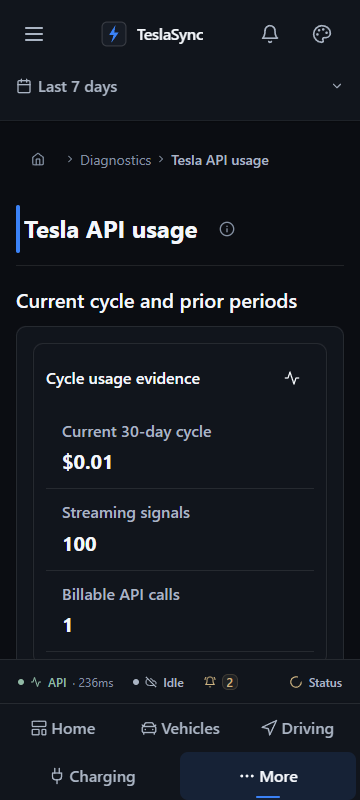 TeslaSync
Last 7 days
Diagnostics > Tesla API usage
Tesla API usage
Current cycle and prior periods
Cycle usage evidence
Current 30-day cycle
$0.01
Streaming signals
100
Billable API calls
1
API · 236ms Idle 2 Status
Home Vehicles Driving
Charging More